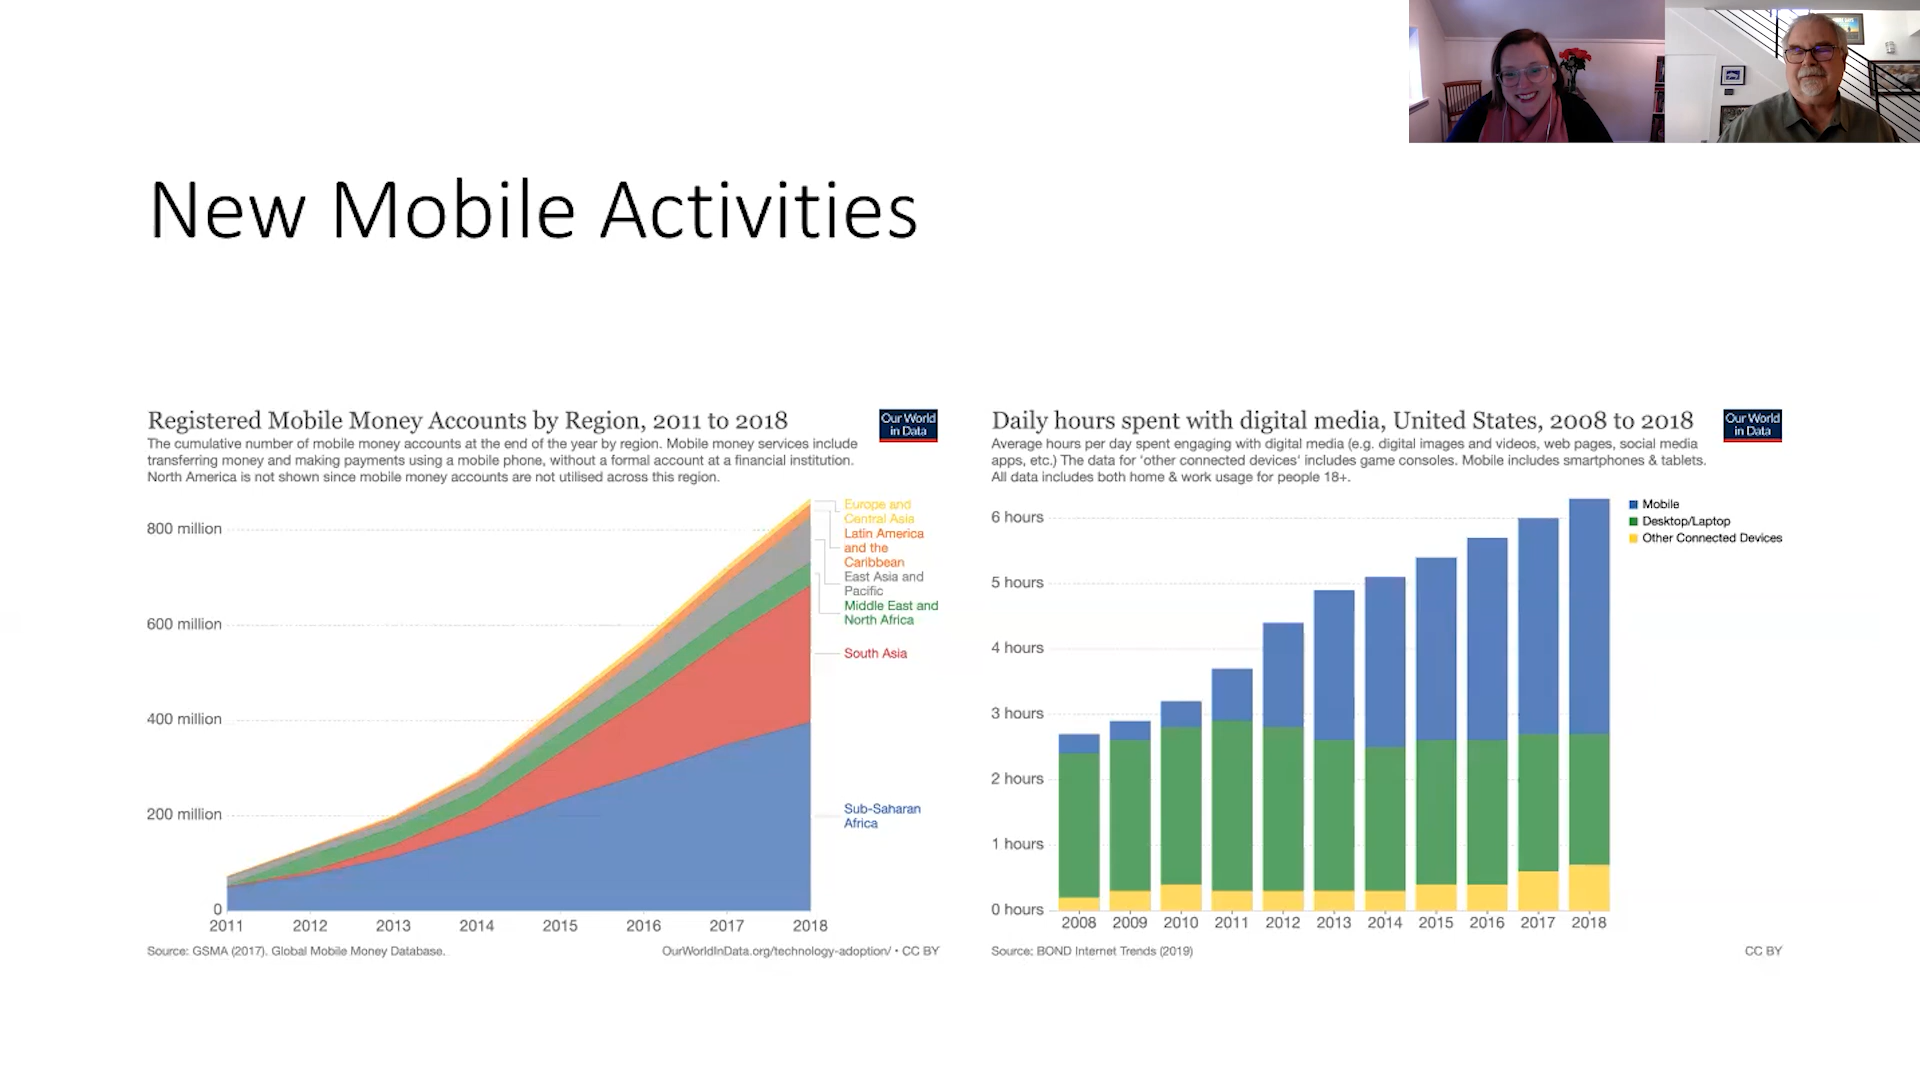 New Mobile Activities
Registered Mobile Money Accounts by Region, 2011 to 2018
Our World
in Data
The cumulative number of mobile money accounts at the end of the year by region. Mobile money services include
transferring money and making payments using a mobile phone, without a formal account at a financial institution.
North America is not shown since mobile money accounts are not utilised across this region.
800 million
600 million
400 million
200 million
0
2011 2012 2013 2014 2015 2016 2017 2018
Europe and
Central Asia
Latin America
and the
Caribbean
East Asia and
Pacific
Middle East and
North Africa
South Asia
Sub-Saharan
Africa
Source: GSMA (2017). Global Mobile Money Database.
OurWorldInData.org/technology-adoption/ • CC BY
Daily hours spent with digital media, United States, 2008 to 2018
Our World
in Data
Average hours per day spent engaging with digital media (e.g. digital images and videos, web pages, social media
apps, etc.) The data for 'other connected devices' includes game consoles. Mobile includes smartphones & tablets.
All data includes both home & work usage for people 18+.
6 hours
5 hours
4 hours
3 hours
2 hours
1 hours
0 hours
2008 2009 2010 2011 2012 2013 2014 2015 2016 2017 2018
Mobile
Desktop/Laptop
Other Connected Devices
Source: BOND Internet Trends (2019)
CC BY